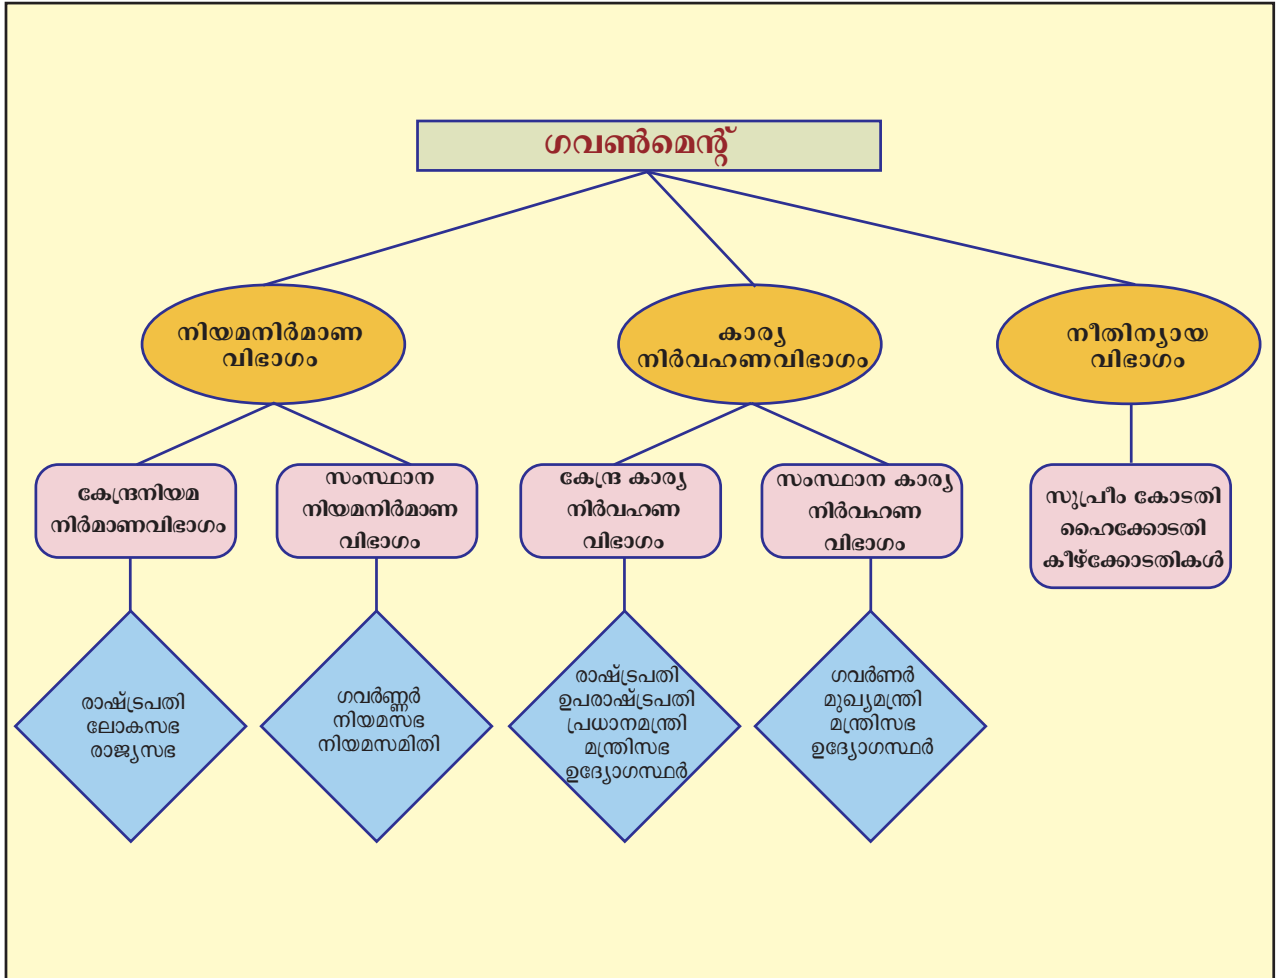 ഗവൺമെന്റ്
നിയമനിർമാണ
വിഭാഗം
കാര്യ
നിർവഹണവിഭാഗം
നീതിന്യായ
വിഭാഗം
കേന്ദ്രനിയമ
നിർമാണവിഭാഗം
സംസ്ഥാന
നിയമനിർമാണ
വിഭാഗം
കേന്ദ്ര കാര്യ
നിർവഹണ
വിഭാഗം
സംസ്ഥാന കാര്യ
നിർവഹണ
വിഭാഗം
സുപ്രീം കോടതി
ഹൈക്കോടതി
കീഴ്ക്കോടതികൾ
രാഷ്ട്രപതി
ലോകസഭ
രാജ്യസഭ
ഗവർണ്ണർ
നിയമസഭ
നിയമസമിതി
രാഷ്ട്രപതി
ഉപരാഷ്ട്രപതി
പ്രധാനമന്ത്രി
മന്ത്രിസഭ
ഉദ്യോഗസ്ഥർ
ഗവർണർ
മുഖ്യമന്ത്രി
മന്ത്രിസഭ
ഉദ്യോഗസ്ഥർ